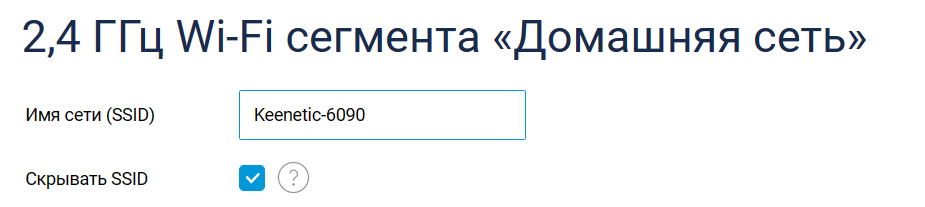 2,4 ГГц Wi-Fi сегмента «Домашняя сеть»
Имя сети (SSID)
Keenetic-6090
Скрывать SSID
?